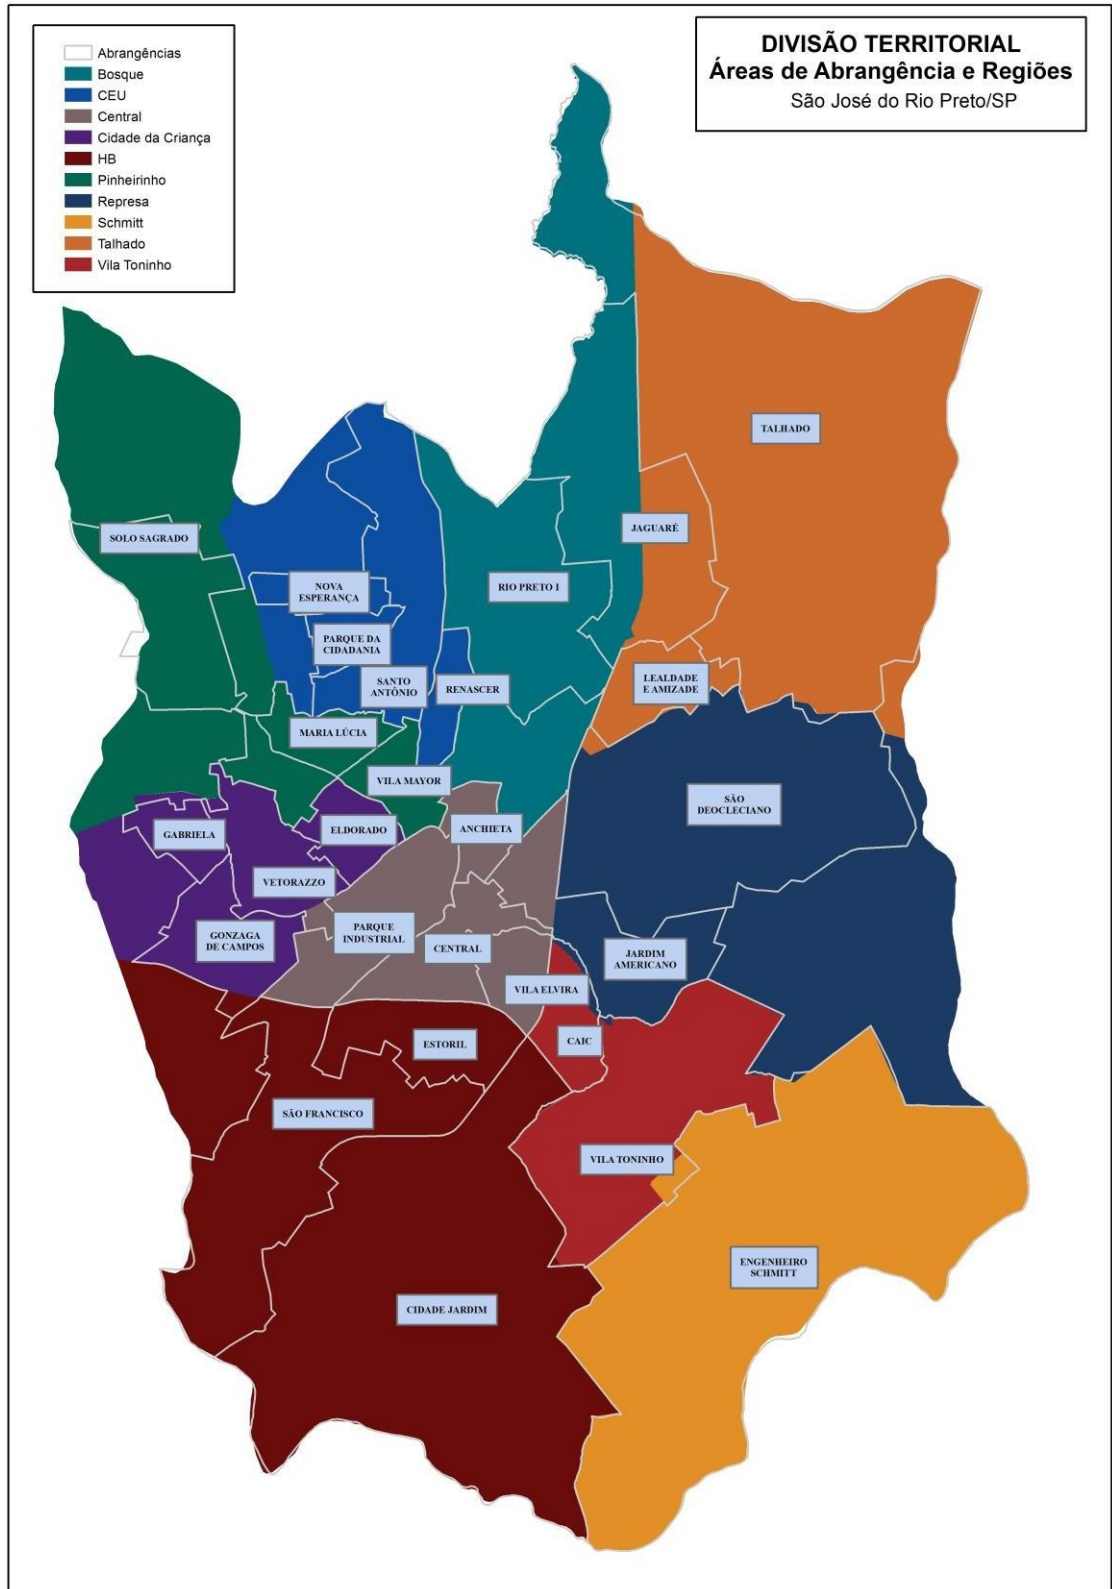 DIVISÃO TERRITORIAL
Áreas de Abrangência e Regiões
São José do Rio Preto/SP
Abrangências
Bosque
CEU
Central
Cidade da Criança
HB
Pinheirinho
Represa
Schmitt
Talhado
Vila Toninho
TALHADO
SOLO SAGRADO
JAGUARÉ
NOVA
ESPERANÇA
RIO PRETO I
PARQUE DA
CIDADANIA
SANTO
ANTÔNIO
RENASCER
LEALDADE
E AMIZADE
MARIA LÚCIA
VILA MAYOR
SÃO
DEOCLECIANO
GABRIELA
ELDORADO
ANCHIETA
VETORAZZO
GONZAGA
DE CAMPOS
PARQUE
INDUSTRIAL
CENTRAL
JARDIM
AMERICANO
VILA ELVIRA
ESTORIL
CAIC
SÃO FRANCISCO
VILA TONINHO
ENGENHEIRO
SCHMITT
CIDADE JARDIM